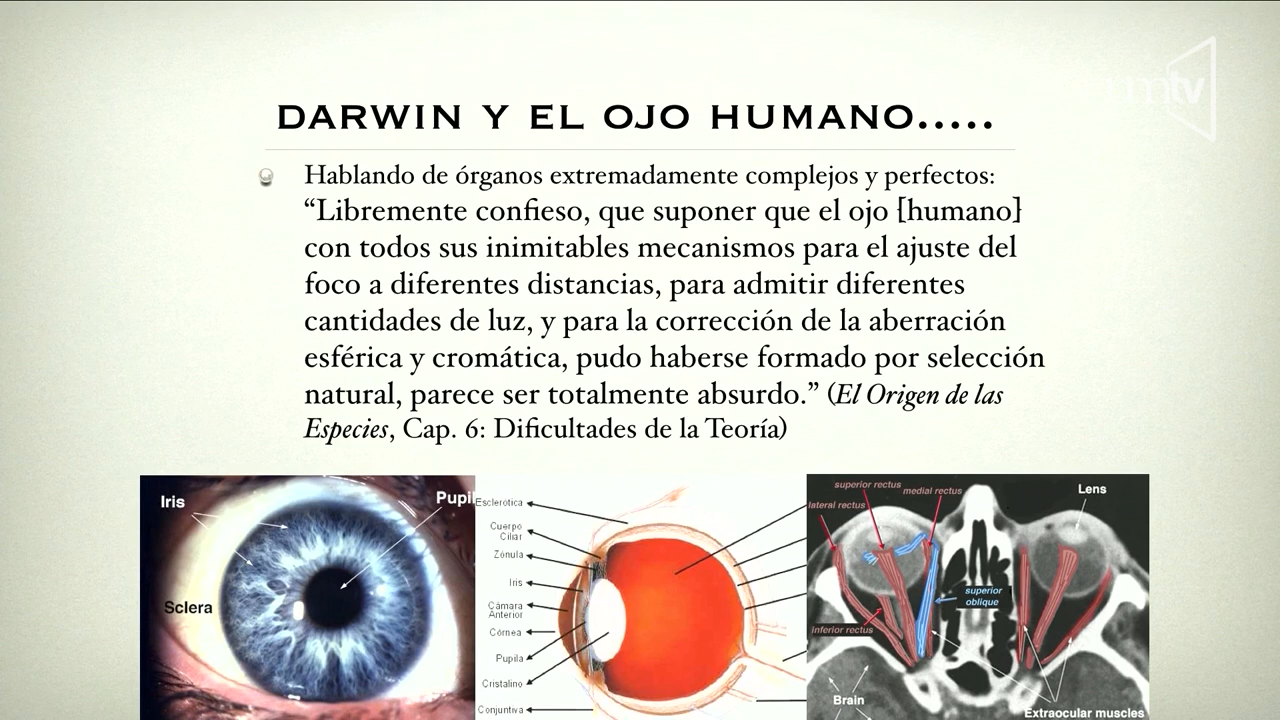 rmtv
DARWIN Y EL OJO HUMANO.....
Hablando de órganos extremadamente complejos y perfectos:
“Libremente confieso, que suponer que el ojo [humano]
con todos sus inimitables mecanismos para el ajuste del
foco a diferentes distancias, para admitir diferentes
cantidades de luz, y para la corrección de la aberración
esférica y cromática, pudo haberse formado por selección
natural, parece ser totalmente absurdo.” (El Origen de las
Especies, Cap. 6: Dificultades de la Teoría)
Iris
Pupil
Sclera
Esclerótica
Cuerpo
Ciliar
Zónula
Iris
Cámara
Anterior
Córnea
Pupila
Cristalino
Conjuntiva
superior rectus
medial rectus
lateral rectus
Lens
superior
oblique
inferior rectus
Brain
Extraocular muscles